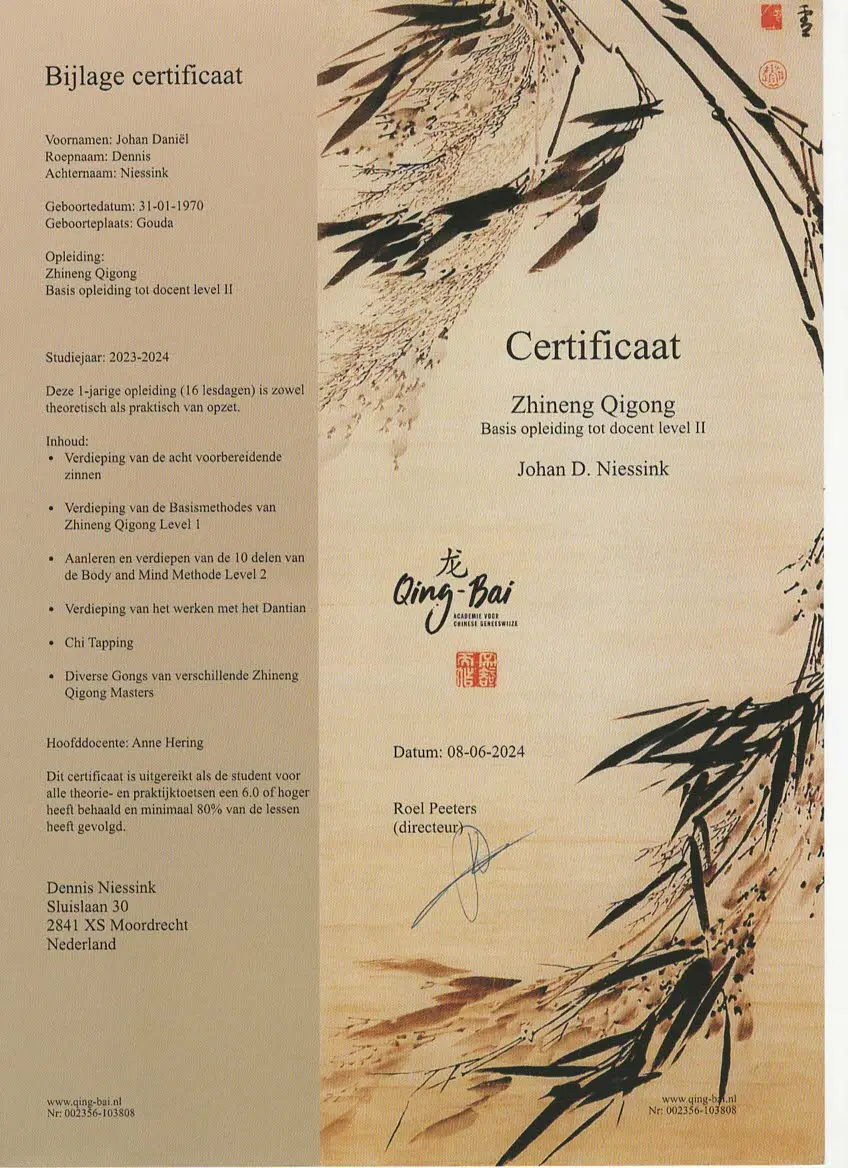 Bijlage certificaat
Voornamen: Johan Daniël
Roepnaam: Dennis
Achternaam: Niessink
Geboortedatum: 31-01-1970
Geboorteplaats: Gouda
Opleiding:
Zhineng Qigong
Basis opleiding tot docent level II
Studiejaar: 2023-2024
Deze 1-jarige opleiding (16 lesdagen) is zowel
theoretisch als praktisch van opzet.
Inhoud:
• Verdieping van de acht voorbereidende
zinnen
• Verdieping van de Basismethodes van
Zhineng Qigong Level 1
• Aanleren en verdiepen van de 10 delen van
de Body and Mind Methode Level 2
• Verdieping van het werken met het Dantian
• Chi Tapping
• Diverse Gongs van verschillende Zhineng
Qigong Masters
Hoofddocente: Anne Hering
Dit certificaat is uitgereikt als de student voor
alle theorie- en praktijktoetsen een 6.0 of hoger
heeft behaald en minimaal 80% van de lessen
heeft gevolgd.
Dennis Niessink
Sluislaan 30
2841 XS Moordrecht
Nederland
www.qing-bai.nl
Nr: 002356-103808
Certificaat
Zhineng Qigong
Basis opleiding tot docent level II
Johan D. Niessink
龙
Qing-Bai
ACADEMIE VOOR
CHINESE GENEESWIJZE
Datum: 08-06-2024
Roel Peeters
(directeur)
www.qing-bai.nl
Nr: 002356-103808